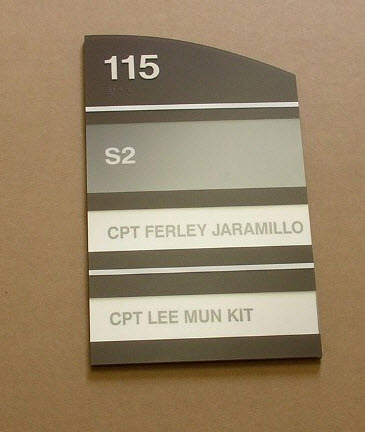 115
S2
CPT FERLEY JARAMILLO
CPT LEE MUN KIT